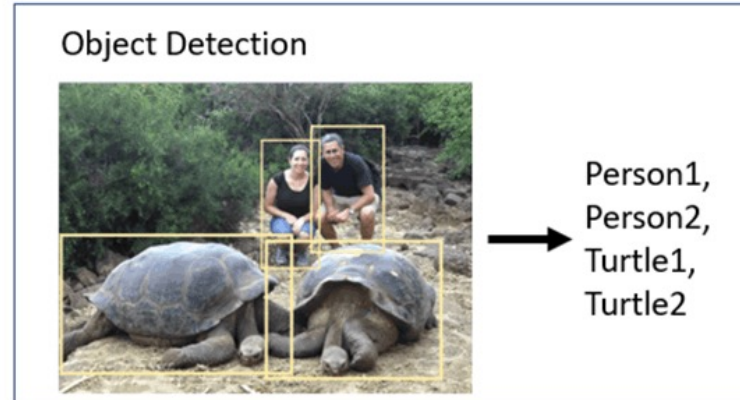 Object Detection
Person1,
Person2,
Turtle1,
Turtle2